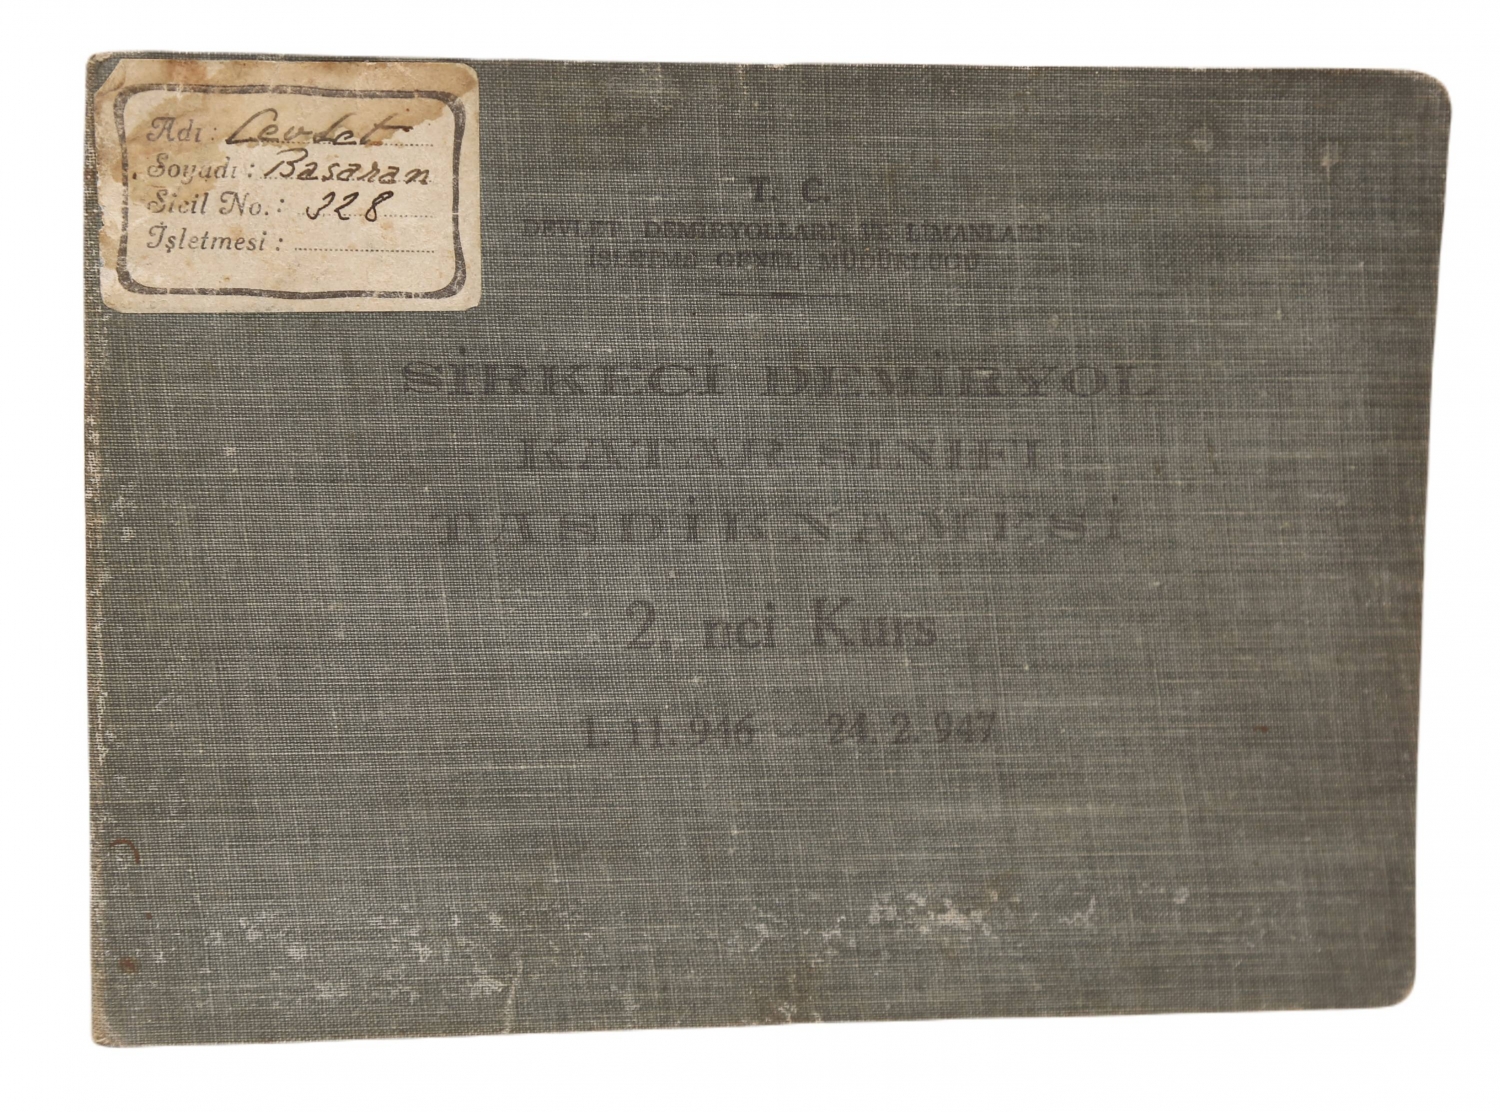 Adı : Cevdet
Soyadı : Başaran
Sicil No. : 328
İşletmesi :
T. C.
DEVLET DEMİRYOLLARI VE LİMANLARI
İŞLETME GENEL MÜDÜRLÜĞÜ
SİRKECİ DEMİRYOL
KATAR SINIFI
TASDİKNAMESİ
2. nci Kurs
1. 11. 946 — 24. 2. 947